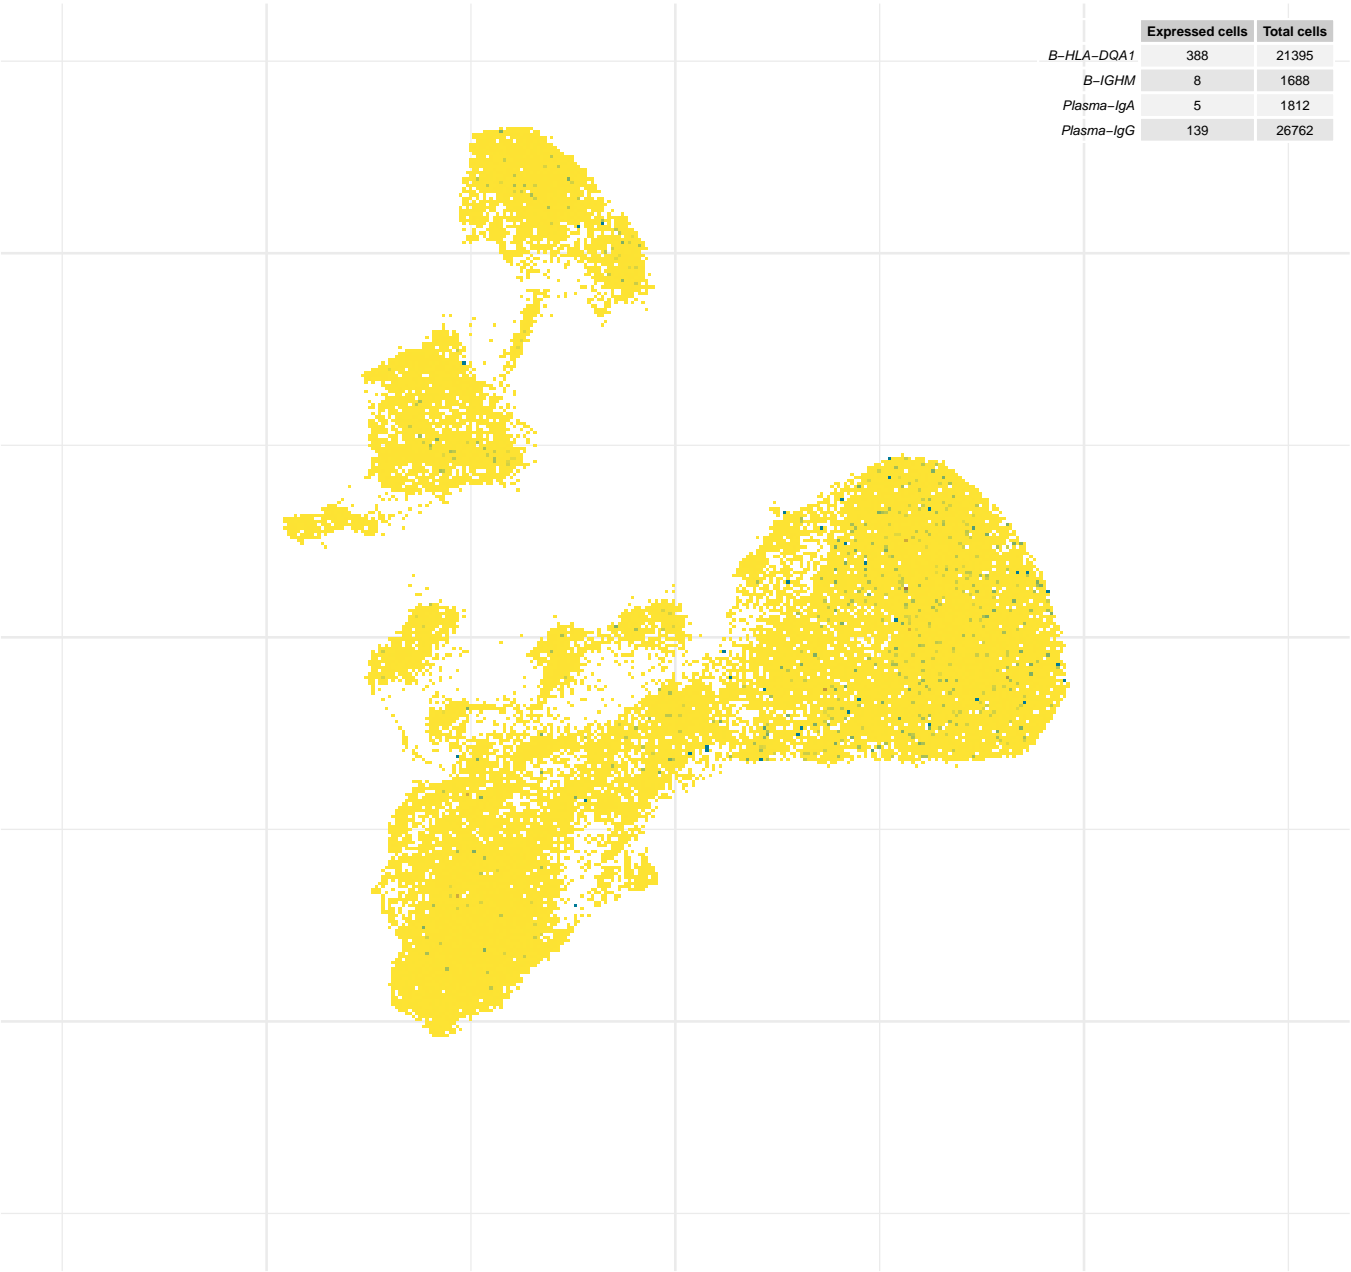 Expressed cells Total cells
B−HLA−DQA1 388 21395
B−IGHM 8 1688
Plasma−IgA 5 1812
Plasma−IgG 139 26762